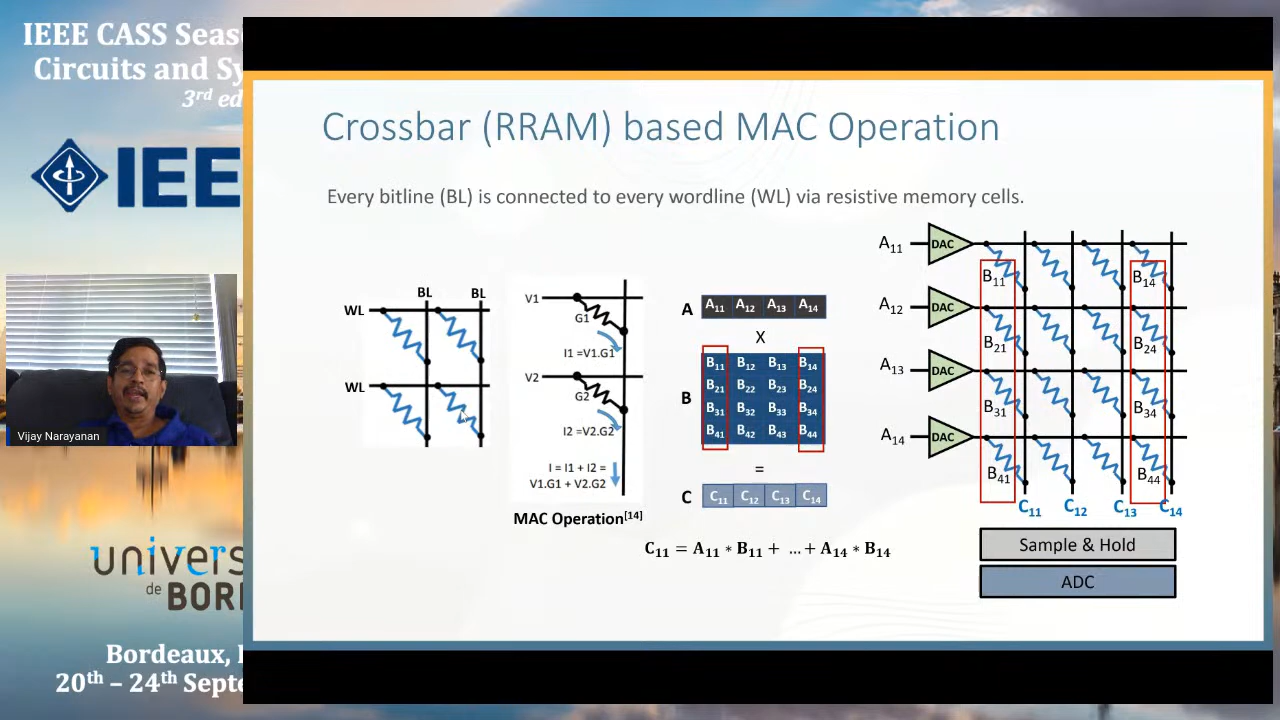 IEEE CASS Seas
Circuits and Sy
3rd ed
IEE
Vijay Narayanan
univers
de BOR
Bordeaux,
20th – 24th Septe
Crossbar (RRAM) based MAC Operation
Every bitline (BL) is connected to every wordline (WL) via resistive memory cells.
BL BL
WL
WL
V1
G1
I1 =V1.G1
V2
G2
I2 =V2.G2
I = I1 + I2 =
V1.G1 + V2.G2
MAC Operation[14]
A A11 A12 A13 A14
X
B
B11 B12 B13 B14
B21 B22 B23 B24
B31 B32 B33 B34
B41 B42 B43 B44
=
C C11 C12 C13 C14
C11 = A11 * B11 + ... + A14 * B14
A11 DAC
B11 B14
A12 DAC
B21 B24
A13 DAC
B31 B34
A14 DAC
B41 B44
C11 C12 C13 C14
Sample & Hold
ADC